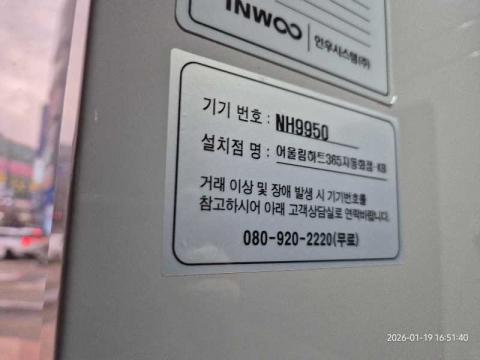 INWOO
인우시스템(주)
기기 번호 : NH9950
설치점 명 : 어울림하트365자동화점-KB
거래 이상 및 장애 발생 시 기기번호를
참고하시어 아래 고객상담실로 연락바랍니다.
080-920-2220(무료)
2026-01-19 16:51:40